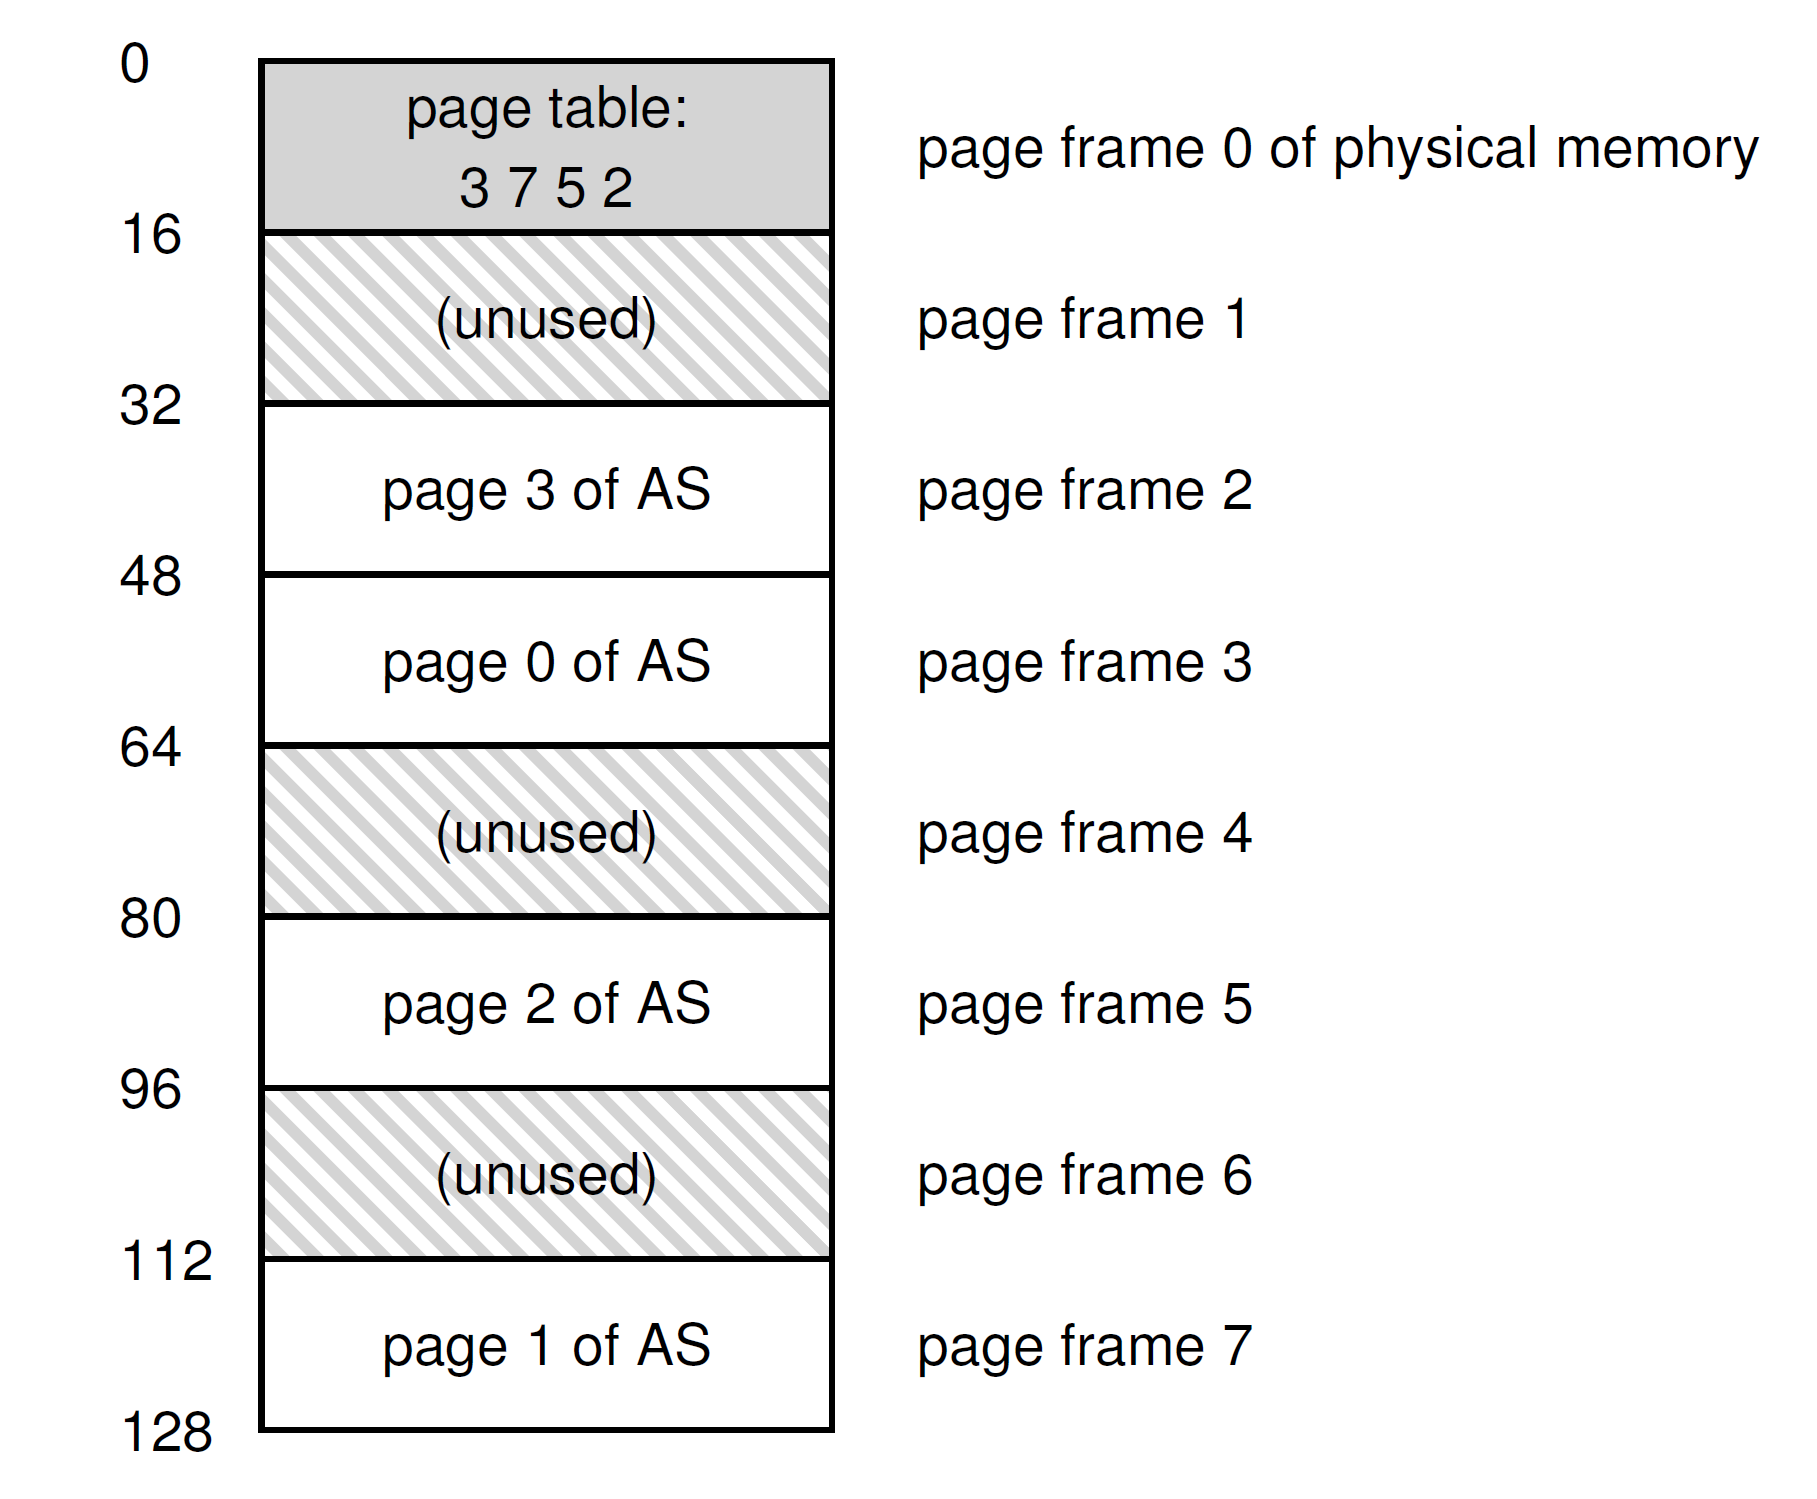 0
page table:
3 7 5 2
page frame 0 of physical memory
16
(unused)
page frame 1
32
page 3 of AS
page frame 2
48
page 0 of AS
page frame 3
64
(unused)
page frame 4
80
page 2 of AS
page frame 5
96
(unused)
page frame 6
112
page 1 of AS
page frame 7
128